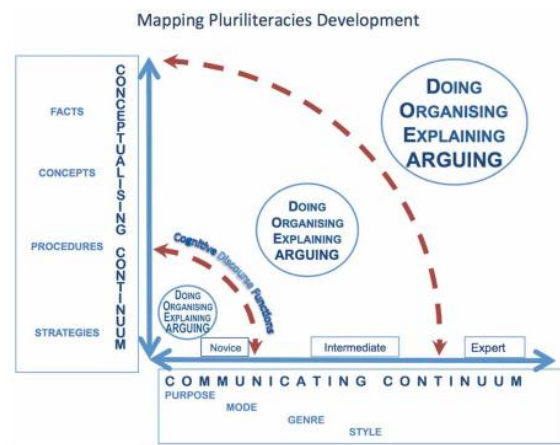 Mapping Pluriliteracies Development
FACTS
CONCEPTS
PROCEDURES
STRATEGIES
CONCEPTUALISING CONTINUUM
DOING
ORGANISING
EXPLAINING
ARGUING
DOING
ORGANISING
EXPLAINING
ARGUING
Cognitive Discourse Functions
DOING
ORGANISING
EXPLAINING
ARGUING
Novice
Intermediate
Expert
COMMUNICATING CONTINUUM
PURPOSE
MODE
GENRE
STYLE